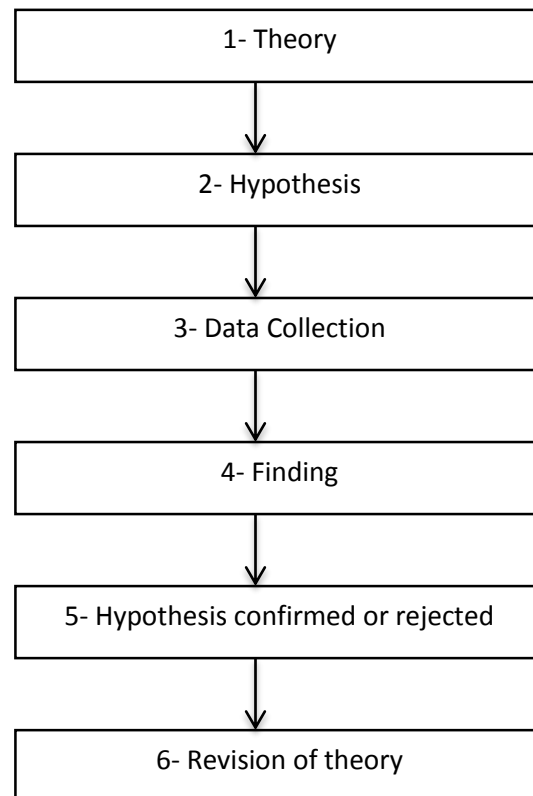 1- Theory
2- Hypothesis
3- Data Collection
4- Finding
5- Hypothesis confirmed or rejected
6- Revision of theory